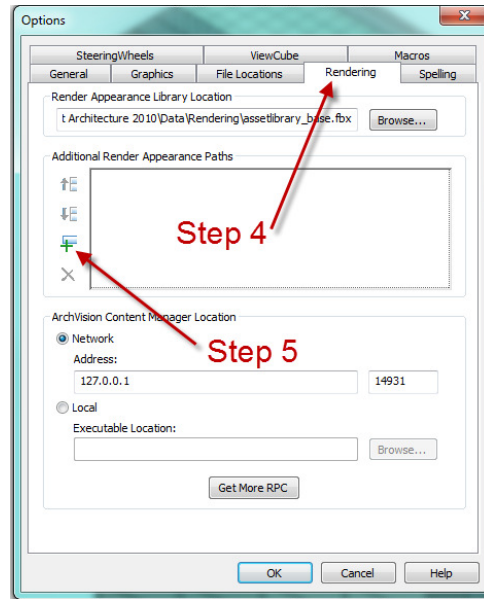 Options
SteeringWheels ViewCube Macros
General Graphics File Locations Rendering Spelling
Render Appearance Library Location
t Architecture 2010\Data\Rendering\assetlibrary_base.fbx Browse...
Additional Render Appearance Paths
Step 4
ArchVision Content Manager Location
Network
Step 5
Address:
127.0.0.1 14931
Local
Executable Location:
Browse...
Get More RPC
OK Cancel Help